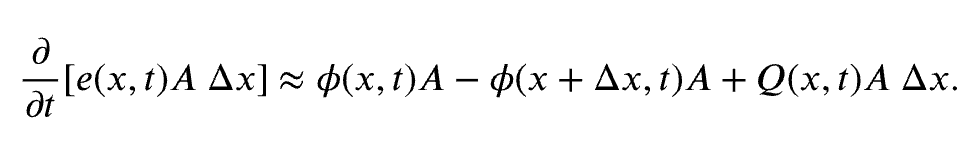 ∂/∂t [e(x, t)A Δx] ≈ ϕ(x, t)A − ϕ(x + Δx, t)A + Q(x, t)A Δx.